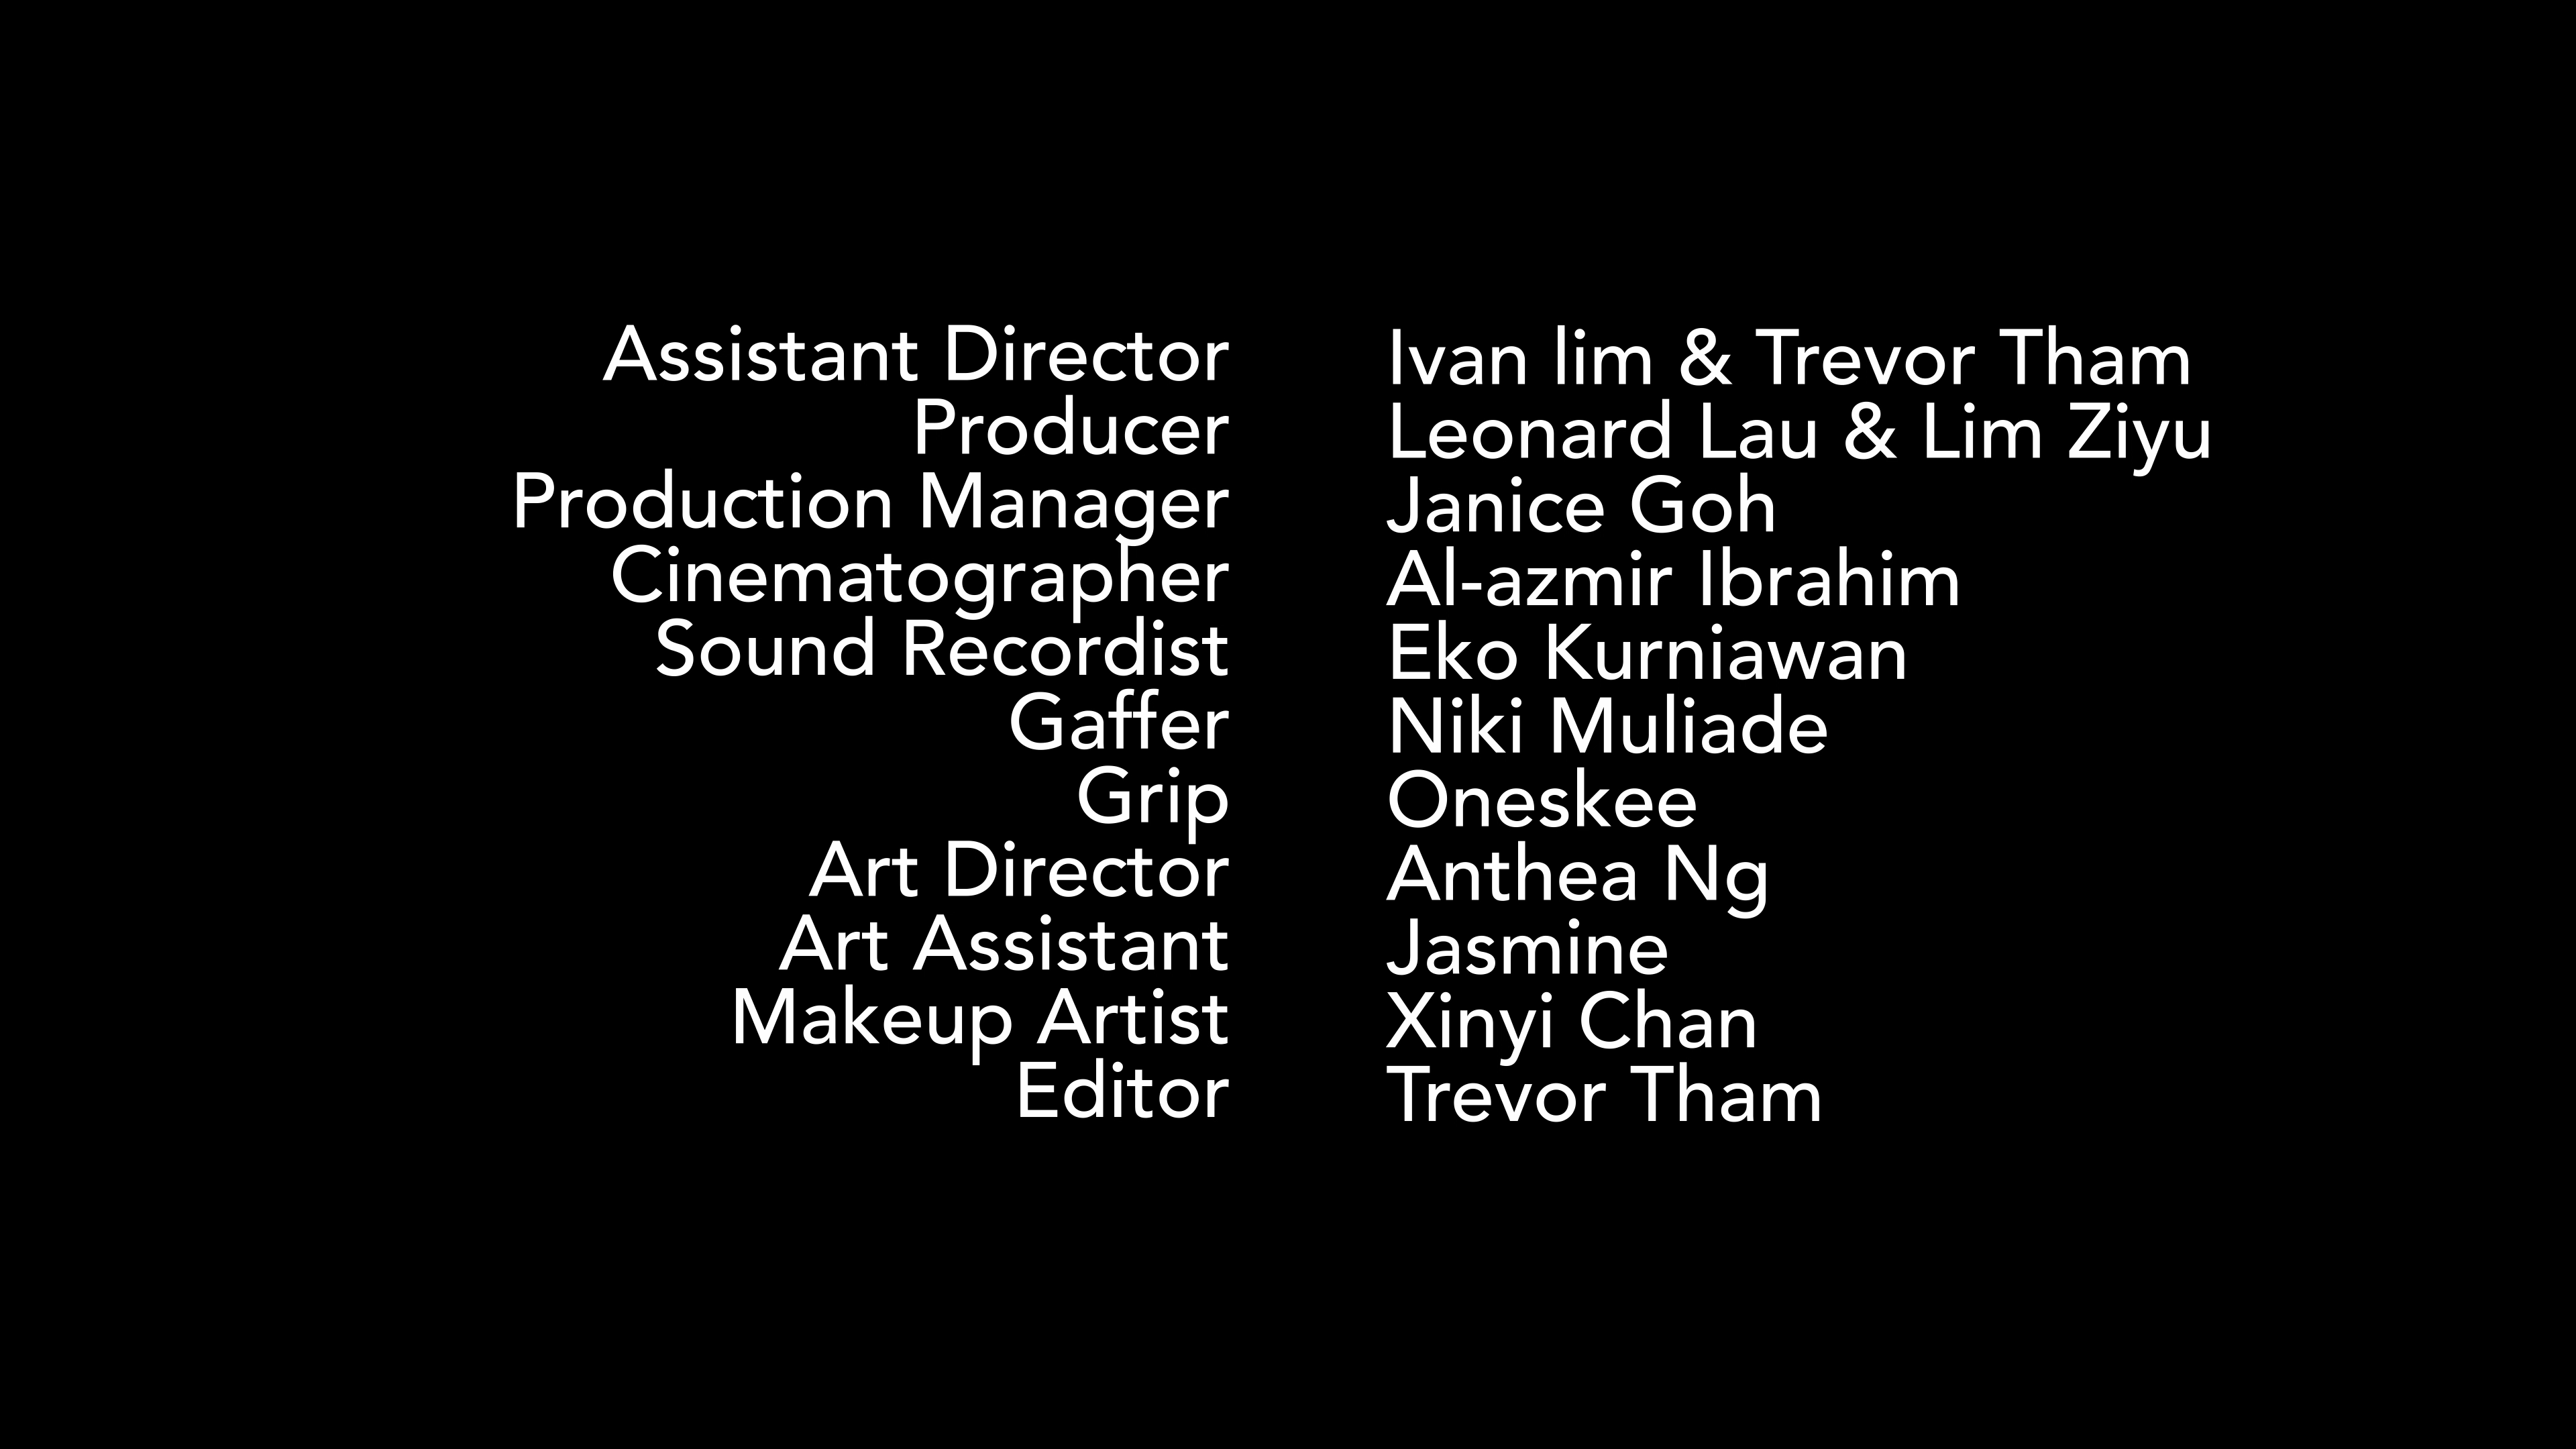 Assistant Director Ivan lim & Trevor Tham
Producer Leonard Lau & Lim Ziyu
Production Manager Janice Goh
Cinematographer Al-azmir Ibrahim
Sound Recordist Eko Kurniawan
Gaffer Niki Muliade
Grip Oneskee
Art Director Anthea Ng
Art Assistant Jasmine
Makeup Artist Xinyi Chan
Editor Trevor Tham